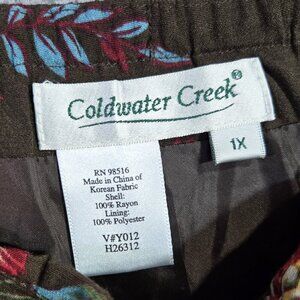 Coldwater Creek®
1X
RN 98516
Made in China of
Korean Fabric
Shell:
100% Rayon
Lining:
100% Polyester
V#Y012
H26312